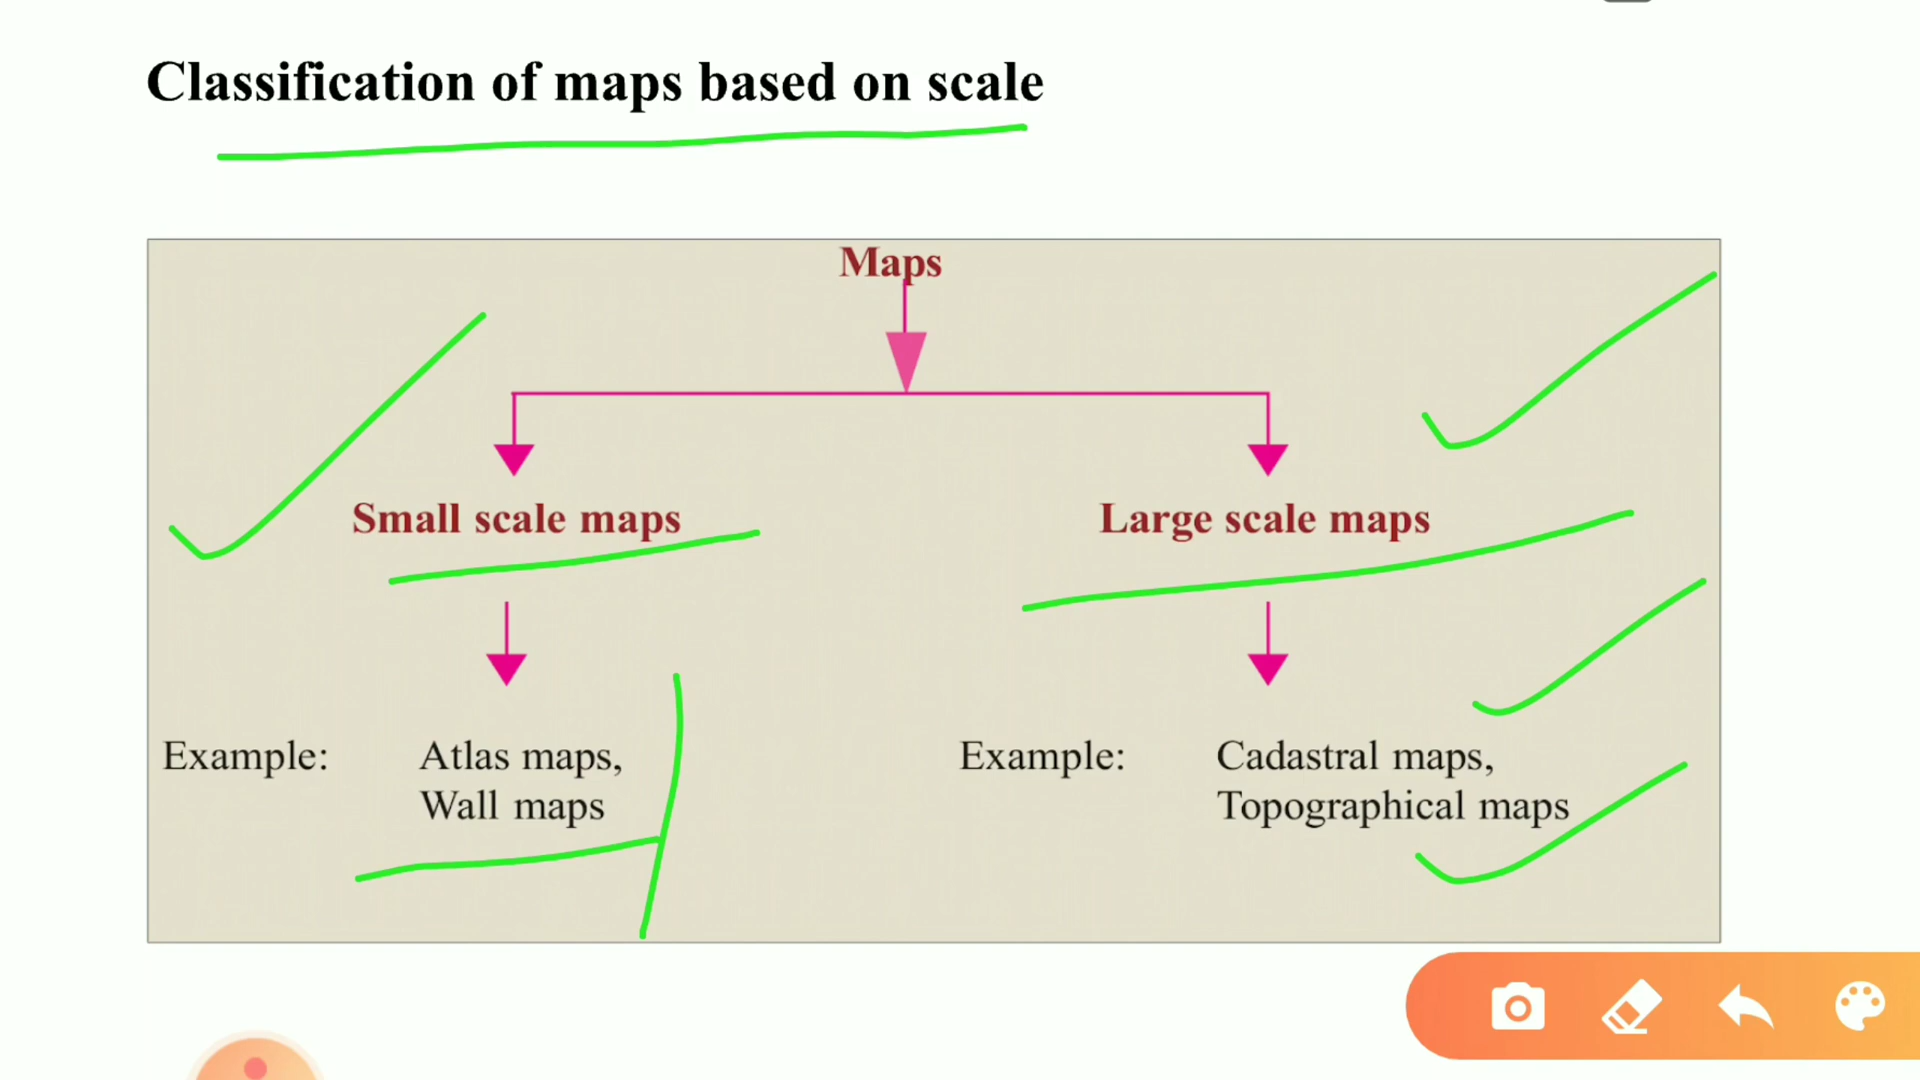 Classification of maps based on scale
Maps
Small scale maps
Large scale maps
Example: Atlas maps,
Wall maps
Example: Cadastral maps,
Topographical maps